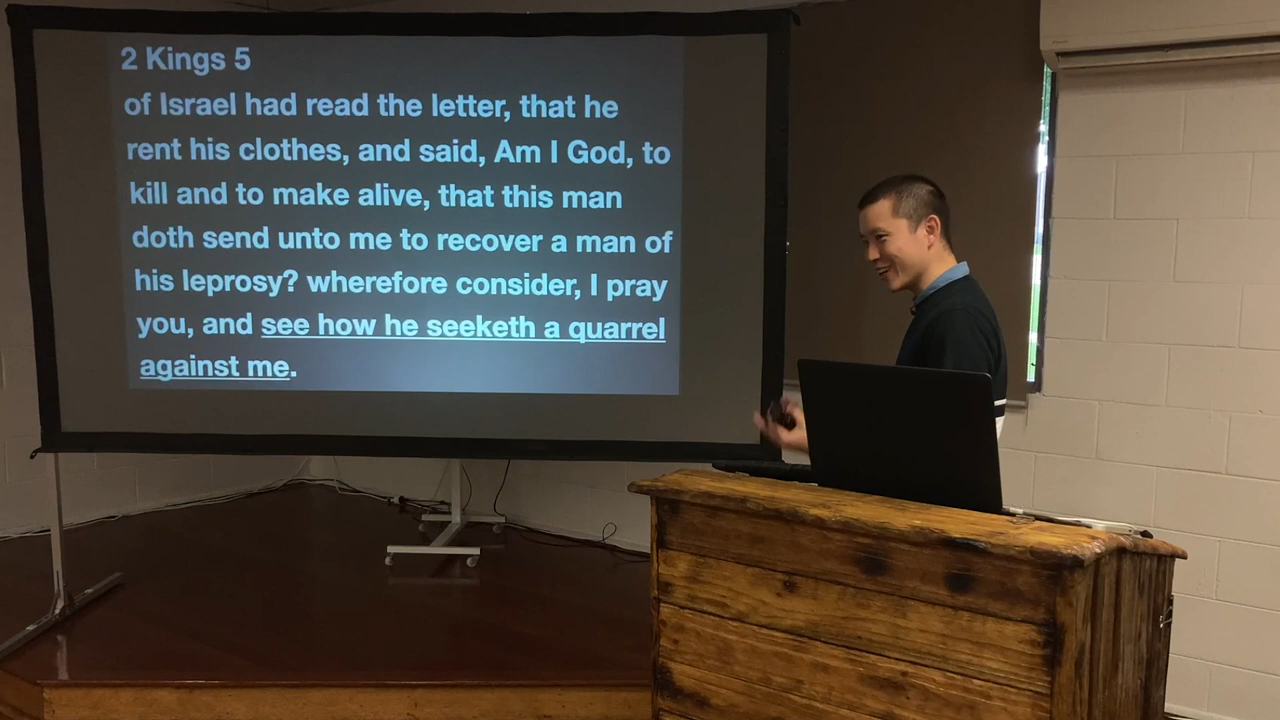 2 Kings 5
of Israel had read the letter, that he
rent his clothes, and said, Am I God, to
kill and to make alive, that this man
doth send unto me to recover a man of
his leprosy? wherefore consider, I pray
you, and see how he seeketh a quarrel
against me.